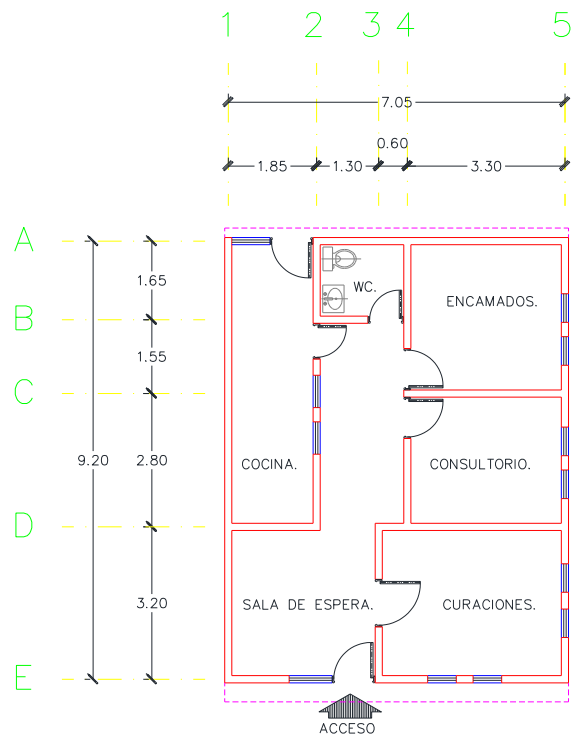 1 2 3 4 5
7.05
0.60
1.85 1.30 3.30
A
1.65
WC.
ENCAMADOS.
B
1.55
C
9.20 2.80 COCINA. CONSULTORIO.
D
3.20 SALA DE ESPERA. CURACIONES.
E
ACCESO